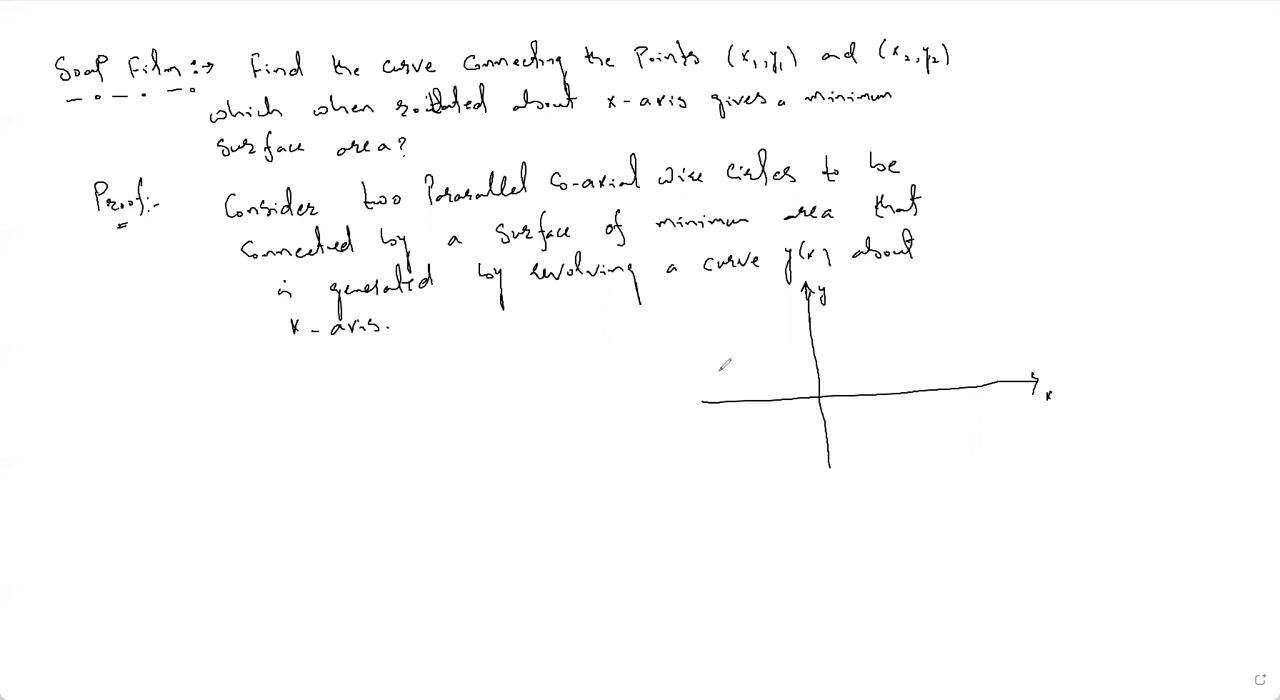 Soap Film :→ Find the curve connecting the points (x₁, y₁) and (x₂, y₂)
which when roitated about x-axis gives a minimum
surface area?
Proof:- Consider two Pararallel Co-axial wire circles to be
connected by a surface of minimum area that
is generated by revolving a curve y(x) about
x-axis.
y
x